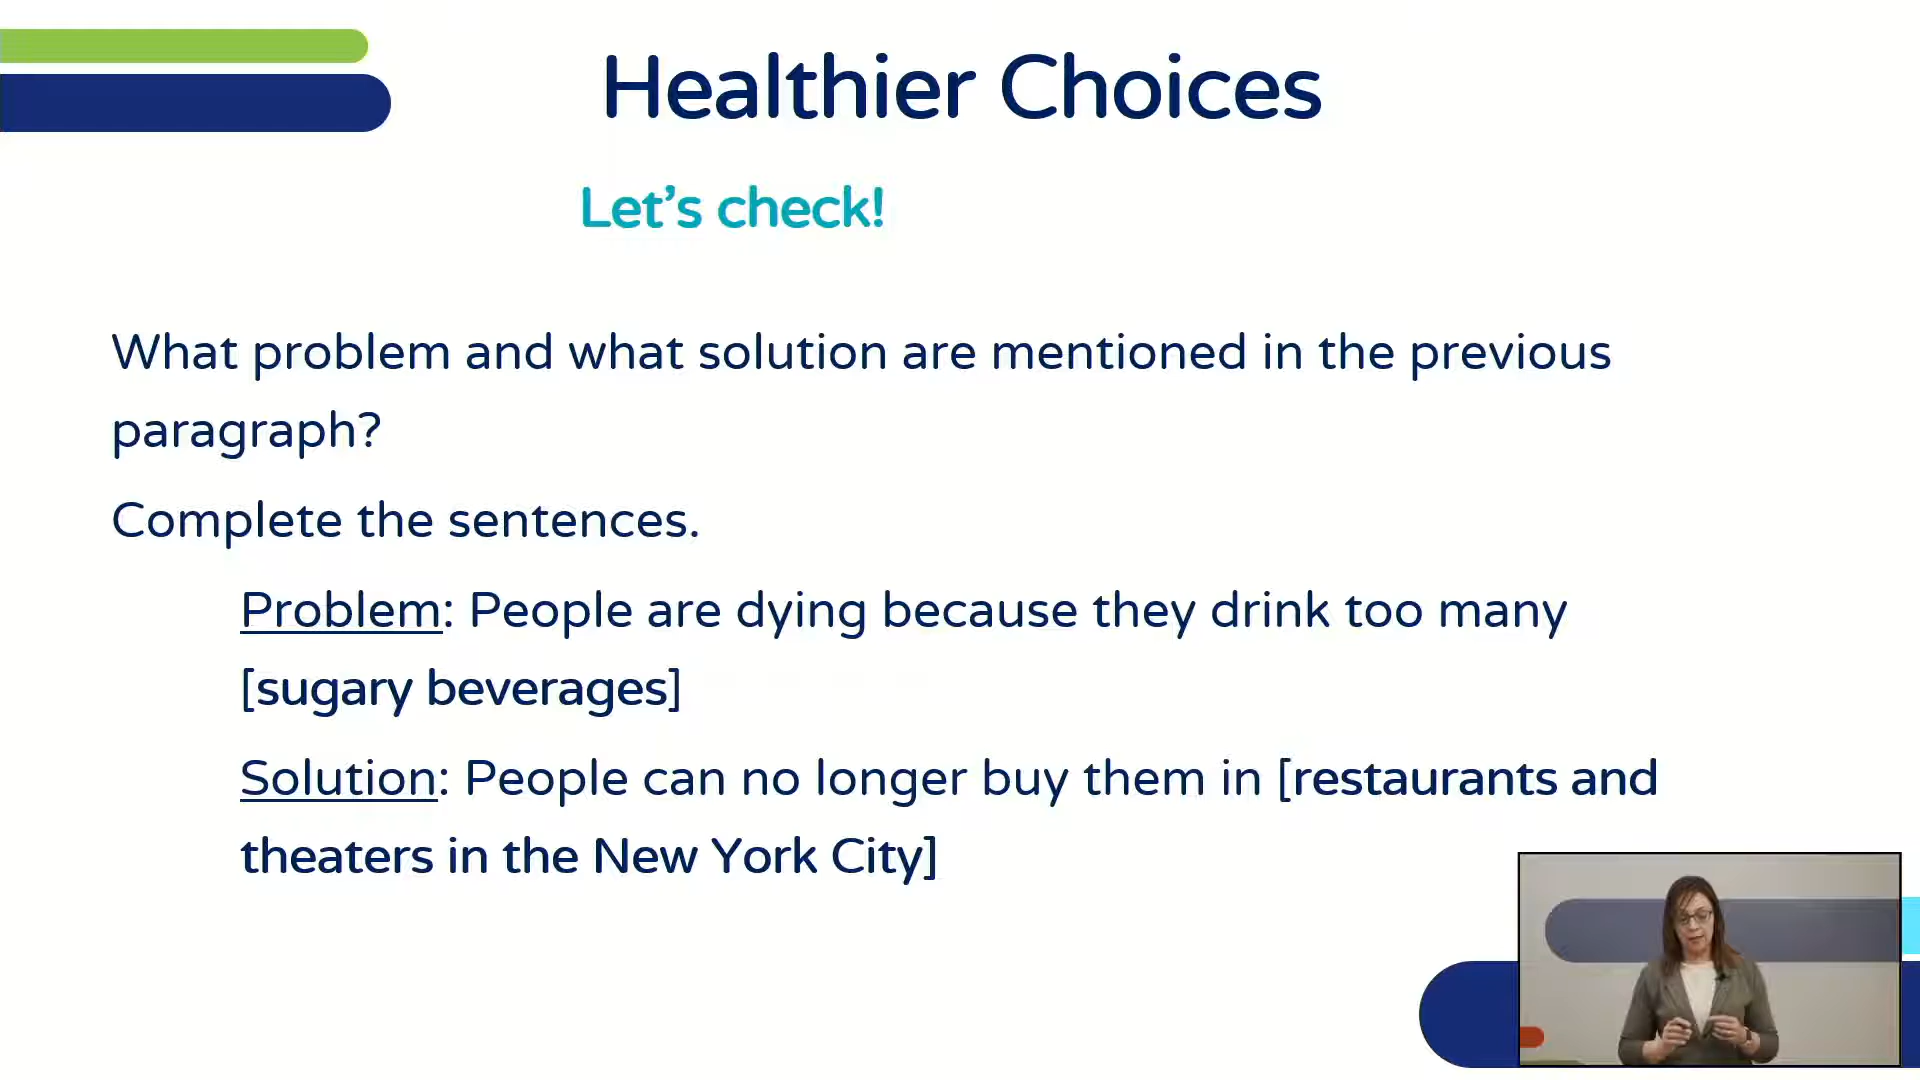 Healthier Choices
Let's check!
What problem and what solution are mentioned in the previous
paragraph?
Complete the sentences.
Problem: People are dying because they drink too many
[sugary beverages]
Solution: People can no longer buy them in [restaurants and
theaters in the New York City]